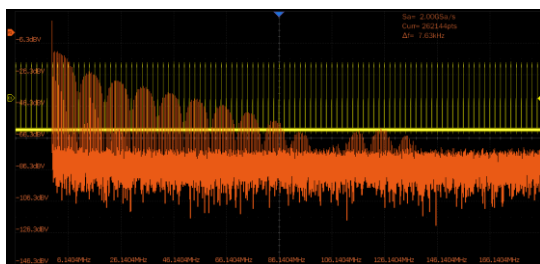 Sa= 2.00GSa/s
Curr= 262144pts
Δf= 7.63kHz
-6.3dBV
-26.3dBV
-46.3dBV
-66.3dBV
-86.3dBV
-106.3dBV
-126.3dBV
-146.3dBV
6.1404MHz 26.1404MHz 46.1404MHz 66.1404MHz 86.1404MHz 106.1404MHz 126.1404MHz 146.1404MHz 166.1404MHz